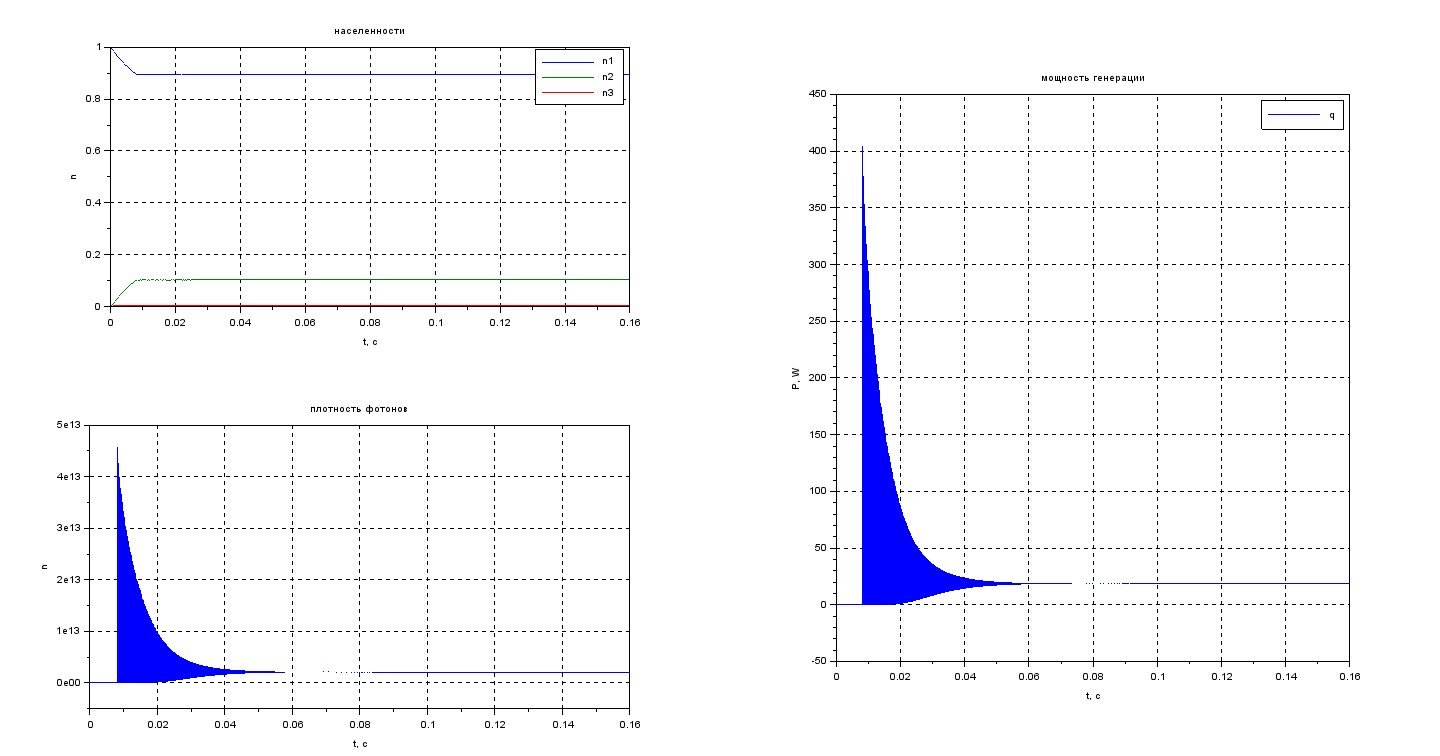 населенности
1
0.8
0.6
0.4
0.2
0
n
n1
n2
n3
0 0.02 0.04 0.06 0.08 0.1 0.12 0.14 0.16
t, c
плотность фотонов
5e13
4e13
3e13
2e13
1e13
0e00
n
0 0.02 0.04 0.06 0.08 0.1 0.12 0.14 0.16
t, c
мощность генерации
450
400
350
300
250
200
150
100
50
0
-50
P, W
q
0 0.02 0.04 0.06 0.08 0.1 0.12 0.14 0.16
t, c